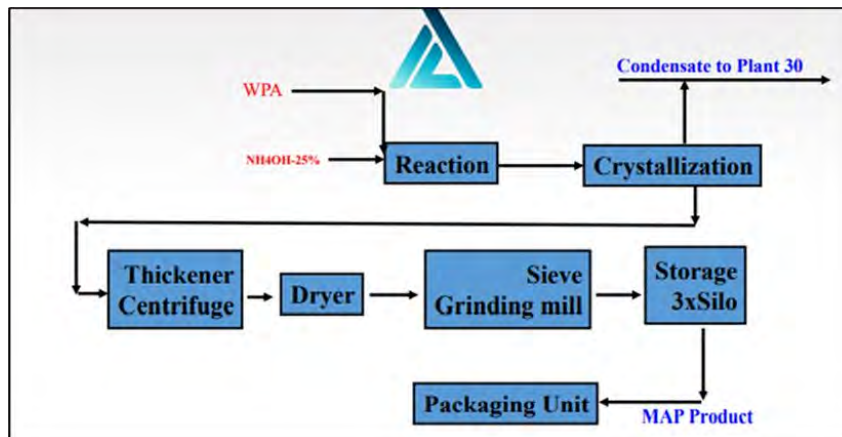 Condensate to Plant 30
WPA
NH4OH-25%
Reaction
Crystallization
Thickener
Centrifuge
Dryer
Sieve
Grinding mill
Storage
3xSilo
Packaging Unit
MAP Product